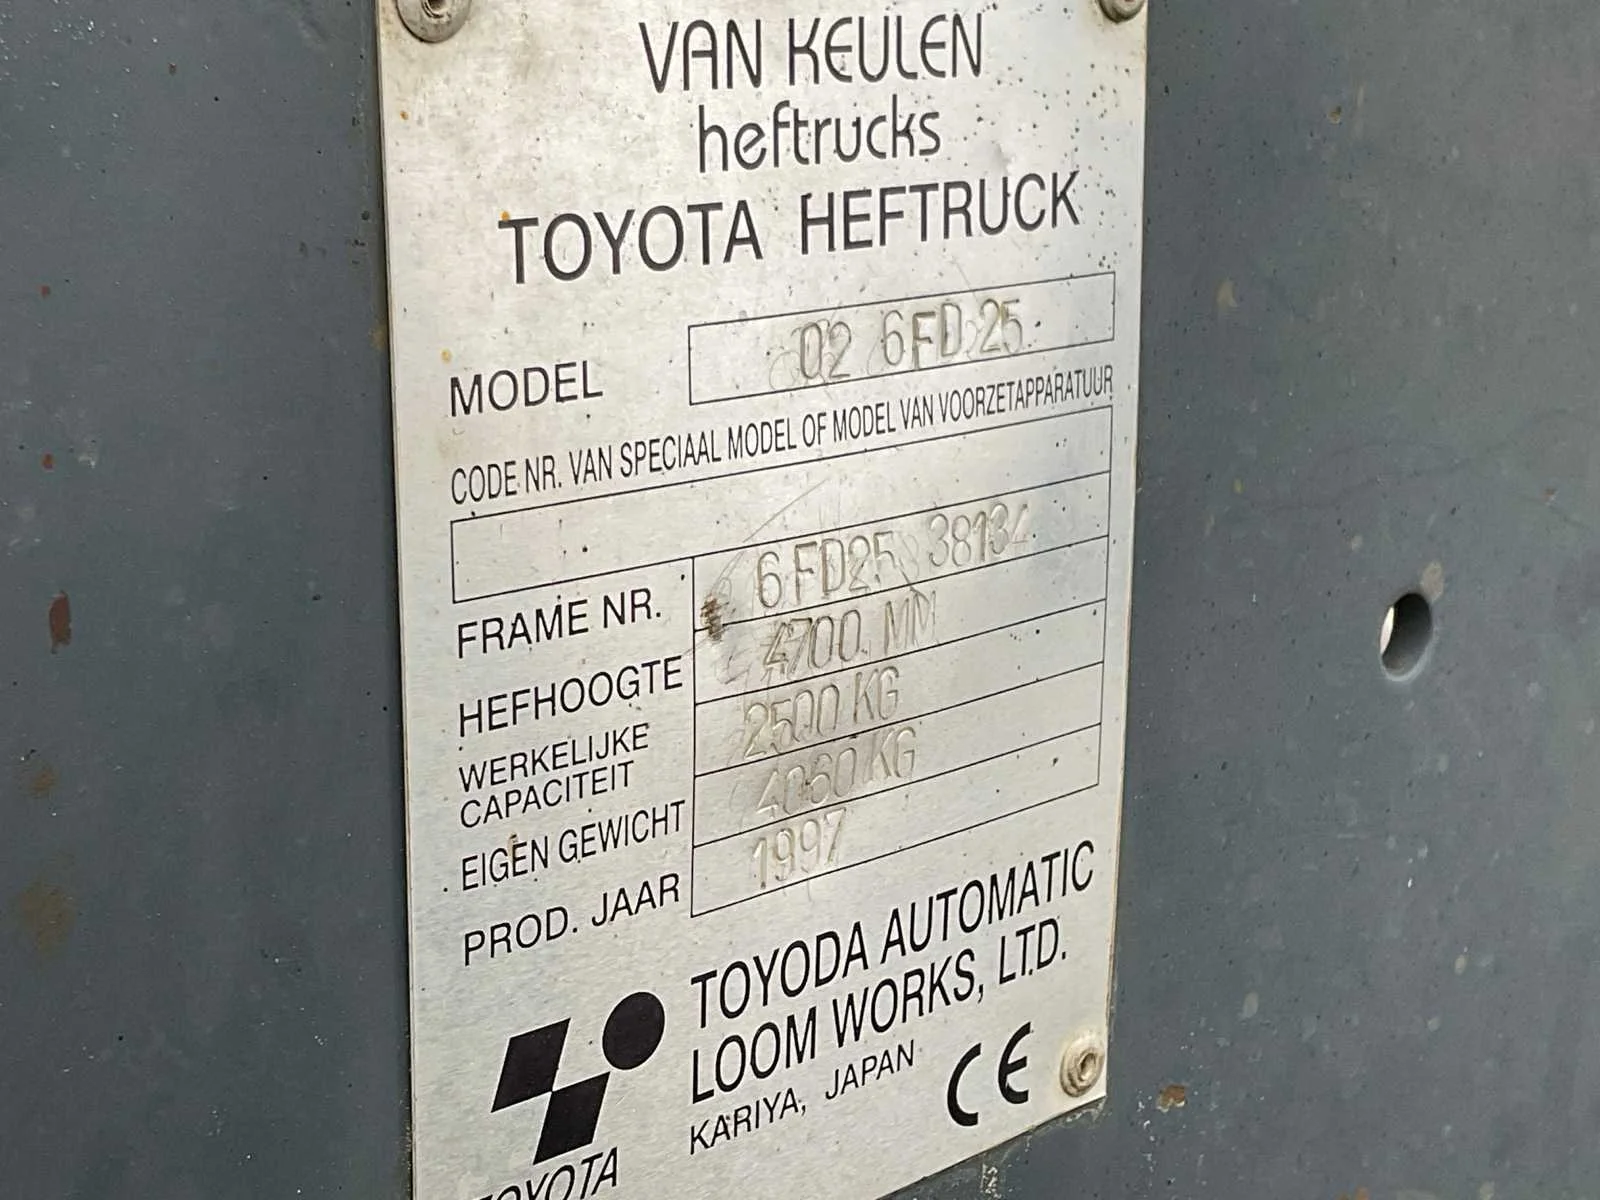 VAN KEULEN
heftrucks
TOYOTA HEFTRUCK
MODEL 02 6FD25
CODE NR. VAN SPECIAAL MODEL OF MODEL VAN VOORZETAPPARATUUR
FRAME NR. 6FD25 38134
HEFHOOGTE 4700 MM
WERKELIJKE
CAPACITEIT 2500 KG
EIGEN GEWICHT 4060 KG
PROD. JAAR 1997
TOYODA AUTOMATIC
LOOM WORKS, LTD.
KARIYA, JAPAN
CE
TOYOTA